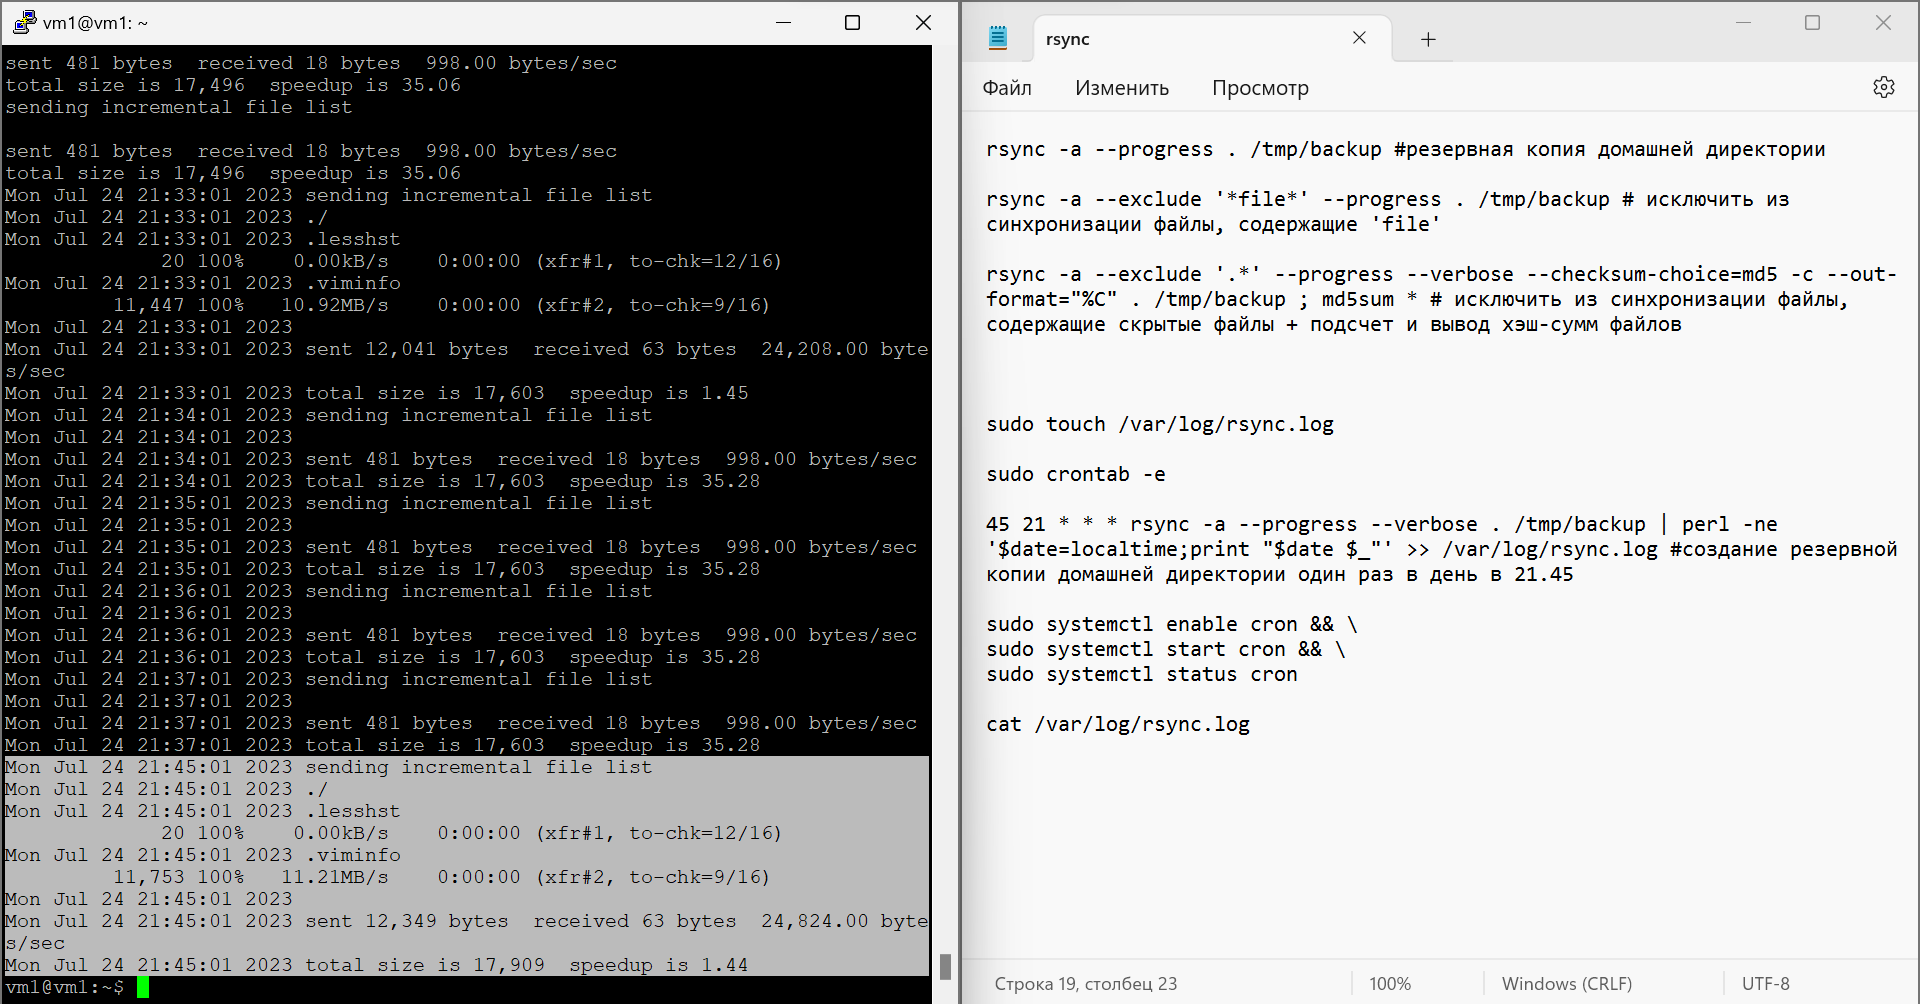 vm1@vm1: ~
sent 481 bytes  received 18 bytes  998.00 bytes/sec
total size is 17,496  speedup is 35.06
sending incremental file list

sent 481 bytes  received 18 bytes  998.00 bytes/sec
total size is 17,496  speedup is 35.06
Mon Jul 24 21:33:01 2023 sending incremental file list
Mon Jul 24 21:33:01 2023 ./
Mon Jul 24 21:33:01 2023 .lesshst
             20 100%    0.00kB/s    0:00:00 (xfr#1, to-chk=12/16)
Mon Jul 24 21:33:01 2023 .viminfo
         11,447 100%   10.92MB/s    0:00:00 (xfr#2, to-chk=9/16)
Mon Jul 24 21:33:01 2023
Mon Jul 24 21:33:01 2023 sent 12,041 bytes  received 63 bytes  24,208.00 byte
s/sec
Mon Jul 24 21:33:01 2023 total size is 17,603  speedup is 1.45
Mon Jul 24 21:34:01 2023 sending incremental file list
Mon Jul 24 21:34:01 2023
Mon Jul 24 21:34:01 2023 sent 481 bytes  received 18 bytes  998.00 bytes/sec
Mon Jul 24 21:34:01 2023 total size is 17,603  speedup is 35.28
Mon Jul 24 21:35:01 2023 sending incremental file list
Mon Jul 24 21:35:01 2023
Mon Jul 24 21:35:01 2023 sent 481 bytes  received 18 bytes  998.00 bytes/sec
Mon Jul 24 21:35:01 2023 total size is 17,603  speedup is 35.28
Mon Jul 24 21:36:01 2023 sending incremental file list
Mon Jul 24 21:36:01 2023
Mon Jul 24 21:36:01 2023 sent 481 bytes  received 18 bytes  998.00 bytes/sec
Mon Jul 24 21:36:01 2023 total size is 17,603  speedup is 35.28
Mon Jul 24 21:37:01 2023 sending incremental file list
Mon Jul 24 21:37:01 2023
Mon Jul 24 21:37:01 2023 sent 481 bytes  received 18 bytes  998.00 bytes/sec
Mon Jul 24 21:37:01 2023 total size is 17,603  speedup is 35.28
Mon Jul 24 21:45:01 2023 sending incremental file list
Mon Jul 24 21:45:01 2023 ./
Mon Jul 24 21:45:01 2023 .lesshst
             20 100%    0.00kB/s    0:00:00 (xfr#1, to-chk=12/16)
Mon Jul 24 21:45:01 2023 .viminfo
         11,753 100%   11.21MB/s    0:00:00 (xfr#2, to-chk=9/16)
Mon Jul 24 21:45:01 2023
Mon Jul 24 21:45:01 2023 sent 12,349 bytes  received 63 bytes  24,824.00 byte
s/sec
Mon Jul 24 21:45:01 2023 total size is 17,909  speedup is 1.44
vm1@vm1:~$
rsync
Файл Изменить Просмотр
rsync -a --progress . /tmp/backup #резервная копия домашней директории

rsync -a --exclude '*file*' --progress . /tmp/backup # исключить из
синхронизации файлы, содержащие 'file'

rsync -a --exclude '.*' --progress --verbose --checksum-choice=md5 -c --out-
format="%C" . /tmp/backup ; md5sum * # исключить из синхронизации файлы,
содержащие скрытые файлы + подсчет и вывод хэш-сумм файлов

sudo touch /var/log/rsync.log

sudo crontab -e

45 21 * * * rsync -a --progress --verbose . /tmp/backup | perl -ne
'$date=localtime;print "$date $_"' >> /var/log/rsync.log #создание резервной
копии домашней директории один раз в день в 21.45

sudo systemctl enable cron && \
sudo systemctl start cron && \
sudo systemctl status cron

cat /var/log/rsync.log
Строка 19, столбец 23 100% Windows (CRLF) UTF-8